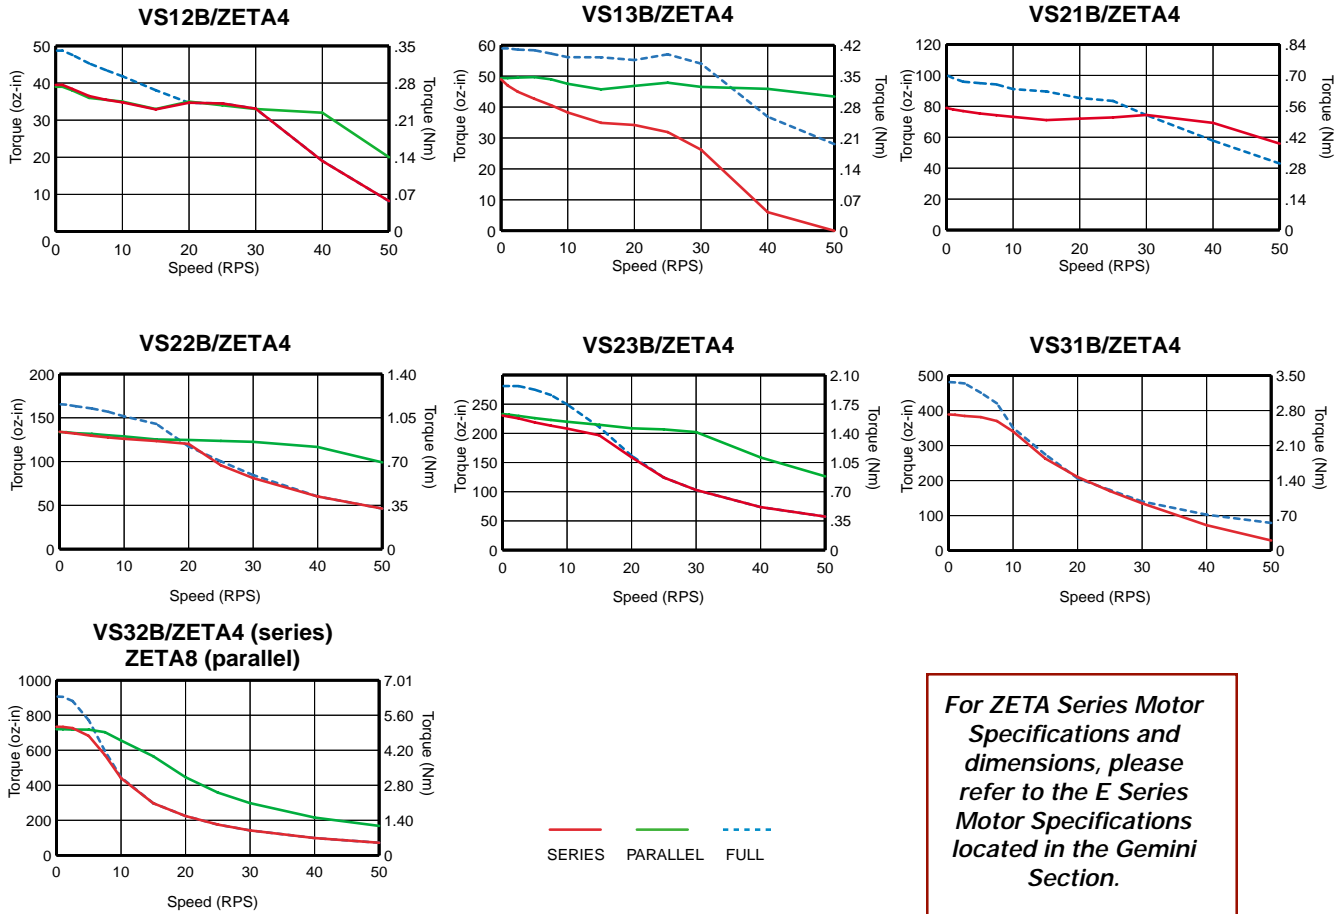 VS12B/ZETA4
50
40
30
20
10
0
Torque (oz-in)
.35
.28
.21
.14
.07
0
Torque (Nm)
0 10 20 30 40 50
Speed (RPS)
VS13B/ZETA4
60
50
40
30
20
10
0
Torque (oz-in)
.42
.35
.28
.21
.14
.07
0
Torque (Nm)
0 10 20 30 40 50
Speed (RPS)
VS21B/ZETA4
120
100
80
60
40
20
0
Torque (oz-in)
.84
.70
.56
.42
.28
.14
0
Torque (Nm)
0 10 20 30 40 50
Speed (RPS)
VS22B/ZETA4
200
150
100
50
0
Torque (oz-in)
1.40
1.05
.70
.35
0
Torque (Nm)
0 10 20 30 40 50
Speed (RPS)
VS23B/ZETA4
250
200
150
100
50
0
Torque (oz-in)
2.10
1.75
1.40
1.05
.70
.35
0
Torque (Nm)
0 10 20 30 40 50
Speed (RPS)
VS31B/ZETA4
500
400
300
200
100
0
Torque (oz-in)
3.50
2.80
2.10
1.40
.70
0
Torque (Nm)
0 10 20 30 40 50
Speed (RPS)
VS32B/ZETA4 (series)
ZETA8 (parallel)
1000
800
600
400
200
0
Torque (oz-in)
7.01
5.60
4.20
2.80
1.40
0
Torque (Nm)
0 10 20 30 40 50
Speed (RPS)
SERIES PARALLEL FULL
For ZETA Series Motor
Specifications and
dimensions, please
refer to the E Series
Motor Specifications
located in the Gemini
Section.